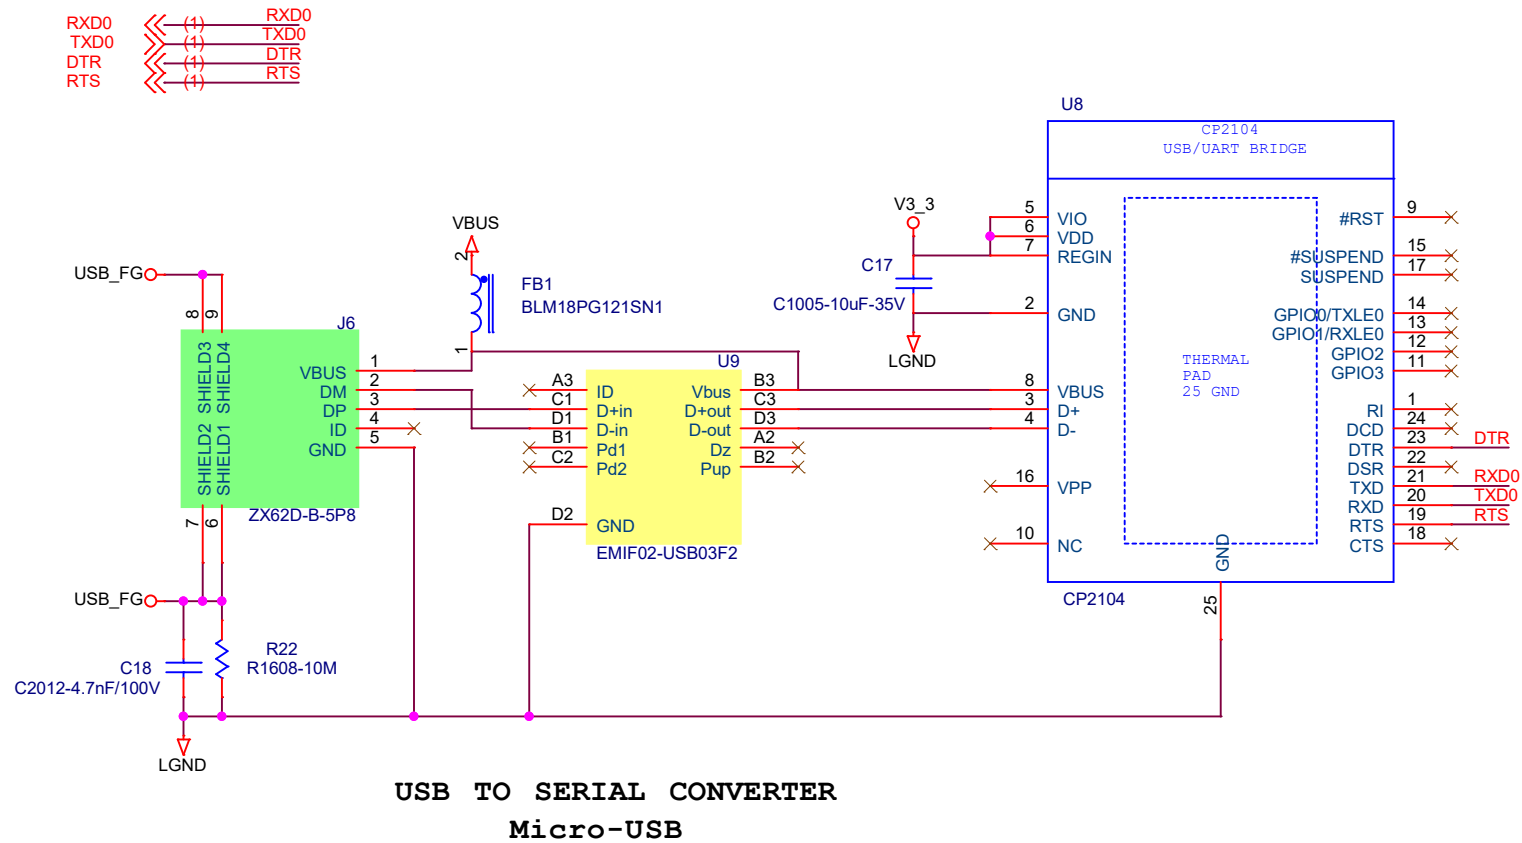 RXD0 (1) RXD0
TXD0 (1) TXD0
DTR (1) DTR
RTS (1) RTS
U8
CP2104
USB/UART BRIDGE
V3_3
VBUS
2
FB1
BLM18PG121SN1
1
C17
C1005-10uF-35V
LGND
5 VIO
6 VDD
7 REGIN
2 GND
8 VBUS
3 D+
4 D-
16 VPP
10 NC
THERMAL
PAD
25 GND
#RST 9
#SUSPEND 15
SUSPEND 17
GPIO0/TXLE0 14
GPIO1/RXLE0 13
GPIO2 12
GPIO3 11
RI 1
DCD 24
DTR 23 DTR
DSR 22
TXD 21 RXD0
RXD 20 TXD0
RTS 19 RTS
CTS 18
GND
25
CP2104
USB_FG
8 9
J6
SHIELD3
SHIELD4
SHIELD2
SHIELD1
VBUS 1
DM 2
DP 3
ID 4
GND 5
7 6
ZX62D-B-5P8
U9
A3 ID
C1 D+in
D1 D-in
B1 Pd1
C2 Pd2
D2 GND
Vbus B3
D+out C3
D-out D3
Dz A2
Pup B2
EMIF02-USB03F2
USB_FG
C18
C2012-4.7nF/100V
R22
R1608-10M
LGND
USB TO SERIAL CONVERTER
Micro-USB